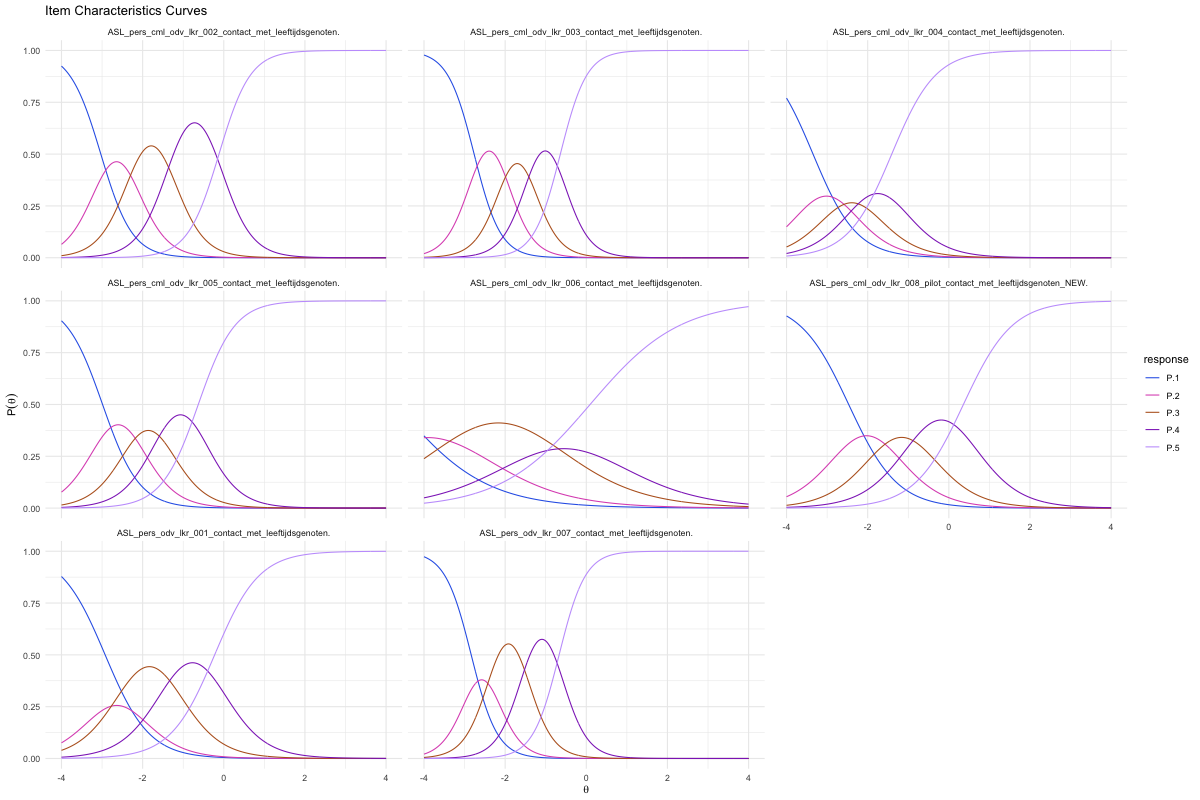 Item Characteristics Curves
ASL_pers_cml_odv_lkr_002_contact_met_leeftijdsgenoten.
ASL_pers_cml_odv_lkr_003_contact_met_leeftijdsgenoten.
ASL_pers_cml_odv_lkr_004_contact_met_leeftijdsgenoten.
1.00
0.75
0.50
0.25
0.00
ASL_pers_cml_odv_lkr_005_contact_met_leeftijdsgenoten.
ASL_pers_cml_odv_lkr_006_contact_met_leeftijdsgenoten.
ASL_pers_cml_odv_lkr_008_pilot_contact_met_leeftijdsgenoten_NEW.
1.00
0.75
0.50
0.25
0.00
P(θ)
-4 -2 0 2 4
ASL_pers_odv_lkr_001_contact_met_leeftijdsgenoten.
ASL_pers_odv_lkr_007_contact_met_leeftijdsgenoten.
1.00
0.75
0.50
0.25
0.00
-4 -2 0 2 4
-4 -2 0 2 4
θ
response
P.1
P.2
P.3
P.4
P.5